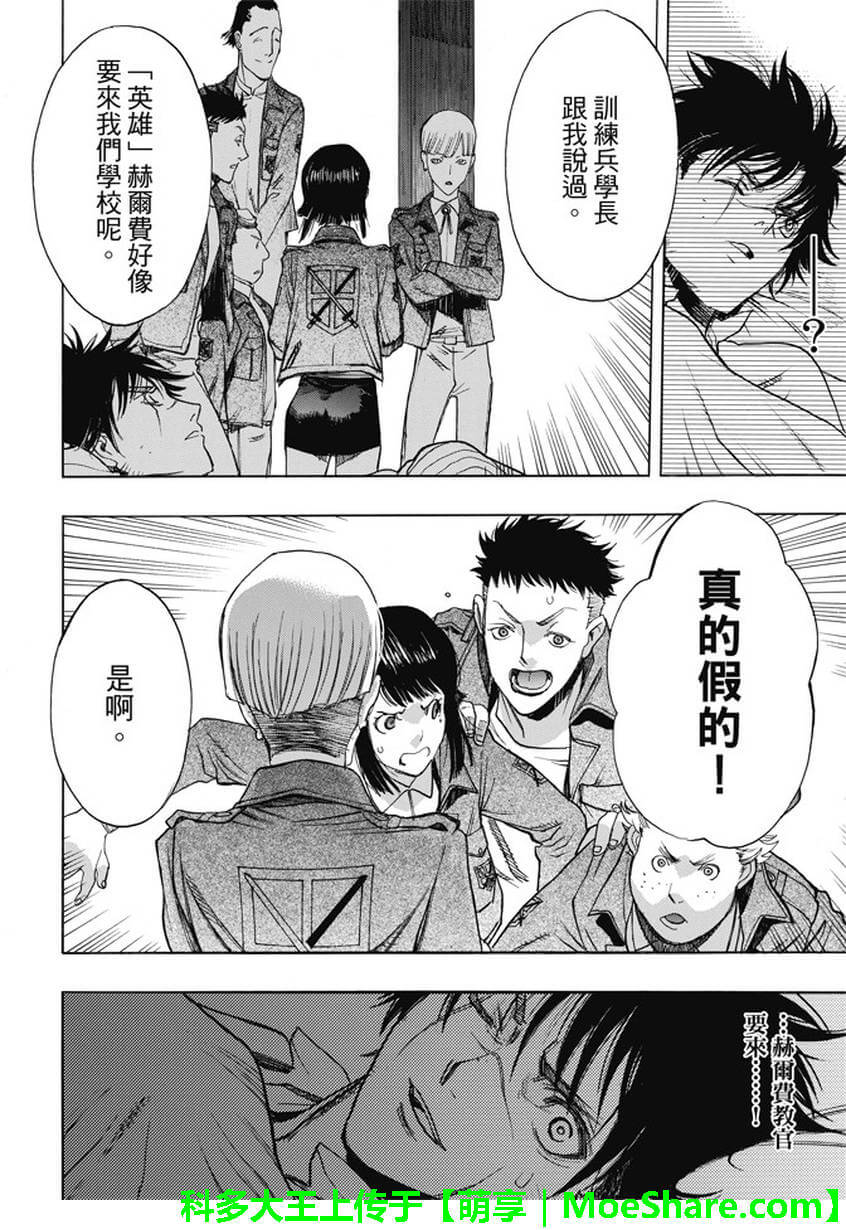 ——?
訓練兵學長
跟我說過。
「英雄」赫爾費好像
要來我們學校呢。
真的假的！
是啊。
…赫爾費教官
要來……！
科多大王上传于【萌享｜MoeShare.com】